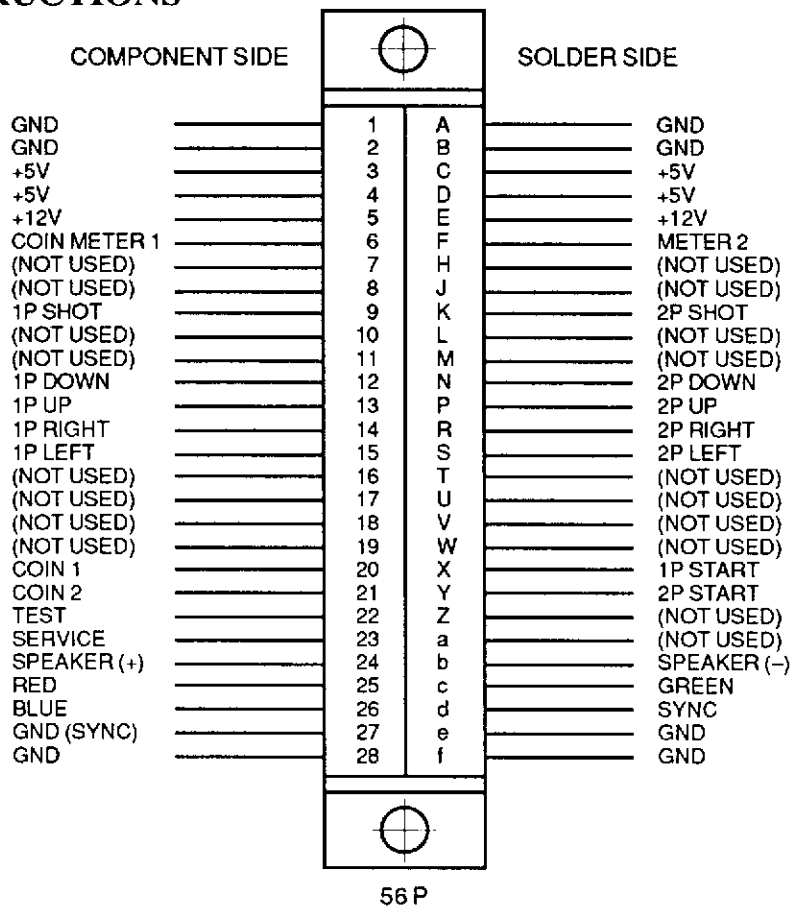 COMPONENT SIDE SOLDER SIDE
GND 1 A GND
GND 2 B GND
+5V 3 C +5V
+5V 4 D +5V
+12V 5 E +12V
COIN METER 1 6 F METER 2
(NOT USED) 7 H (NOT USED)
(NOT USED) 8 J (NOT USED)
1P SHOT 9 K 2P SHOT
(NOT USED) 10 L (NOT USED)
(NOT USED) 11 M (NOT USED)
1P DOWN 12 N 2P DOWN
1P UP 13 P 2P UP
1P RIGHT 14 R 2P RIGHT
1P LEFT 15 S 2P LEFT
(NOT USED) 16 T (NOT USED)
(NOT USED) 17 U (NOT USED)
(NOT USED) 18 V (NOT USED)
(NOT USED) 19 W (NOT USED)
COIN 1 20 X 1P START
COIN 2 21 Y 2P START
TEST 22 Z (NOT USED)
SERVICE 23 a (NOT USED)
SPEAKER (+) 24 b SPEAKER (–)
RED 25 c GREEN
BLUE 26 d SYNC
GND (SYNC) 27 e GND
GND 28 f GND
56 P